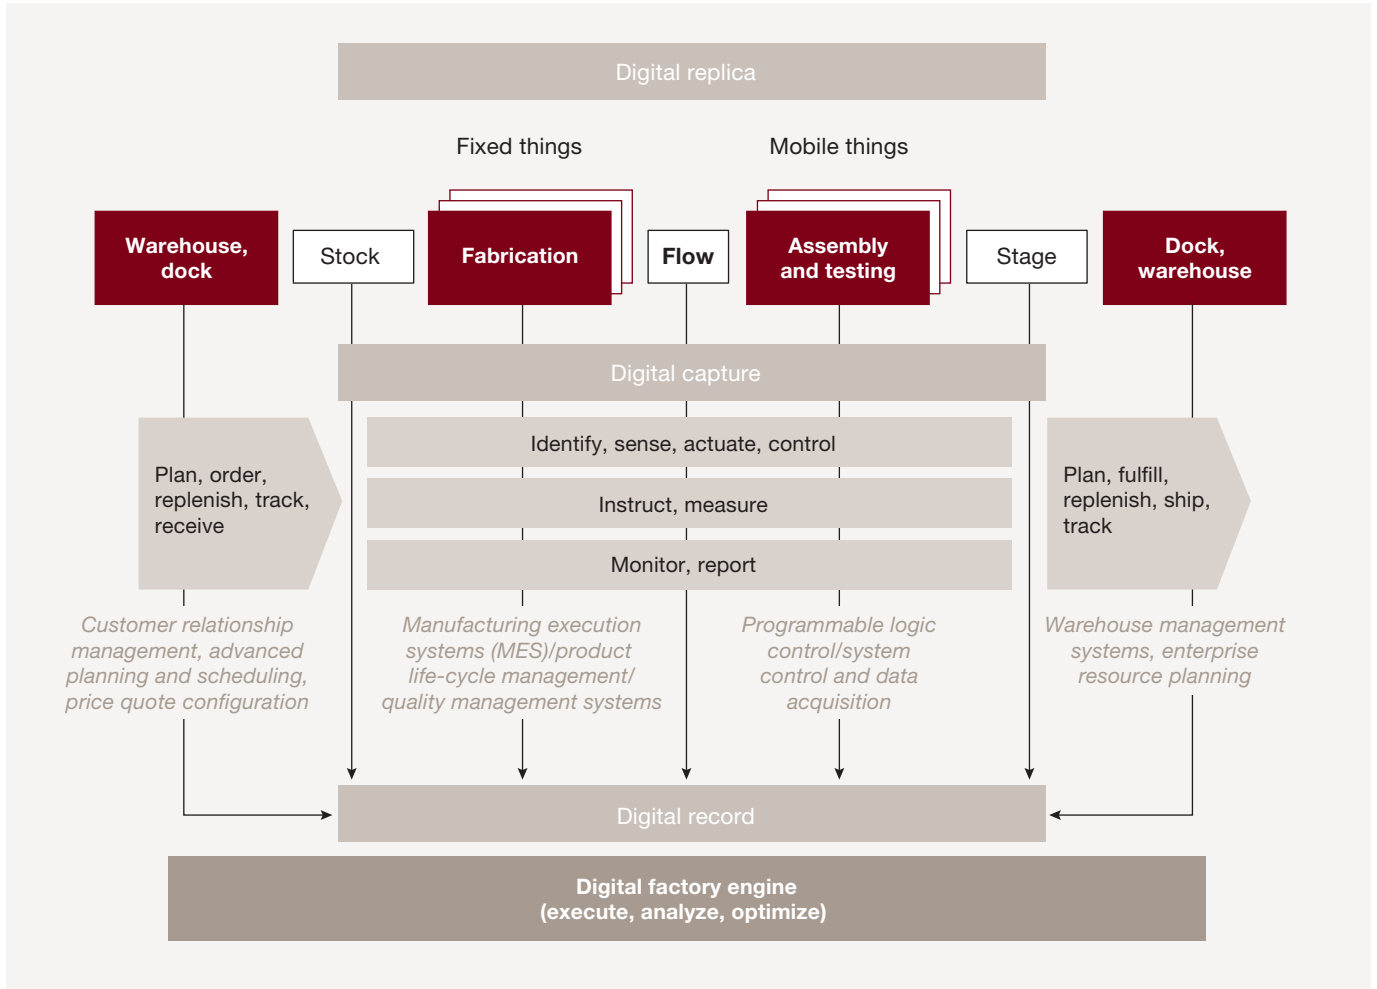 Digital replica
Fixed things
Mobile things
Warehouse,
dock
Stock
Fabrication
Flow
Assembly
and testing
Stage
Dock,
warehouse
Digital capture
Plan, order,
replenish, track,
receive
Identify, sense, actuate, control
Instruct, measure
Monitor, report
Plan, fulfill,
replenish, ship,
track
Customer relationship
management, advanced
planning and scheduling,
price quote configuration
Manufacturing execution
systems (MES)/product
life-cycle management/
quality management systems
Programmable logic
control/system
control and data
acquisition
Warehouse management
systems, enterprise
resource planning
Digital record
Digital factory engine
(execute, analyze, optimize)